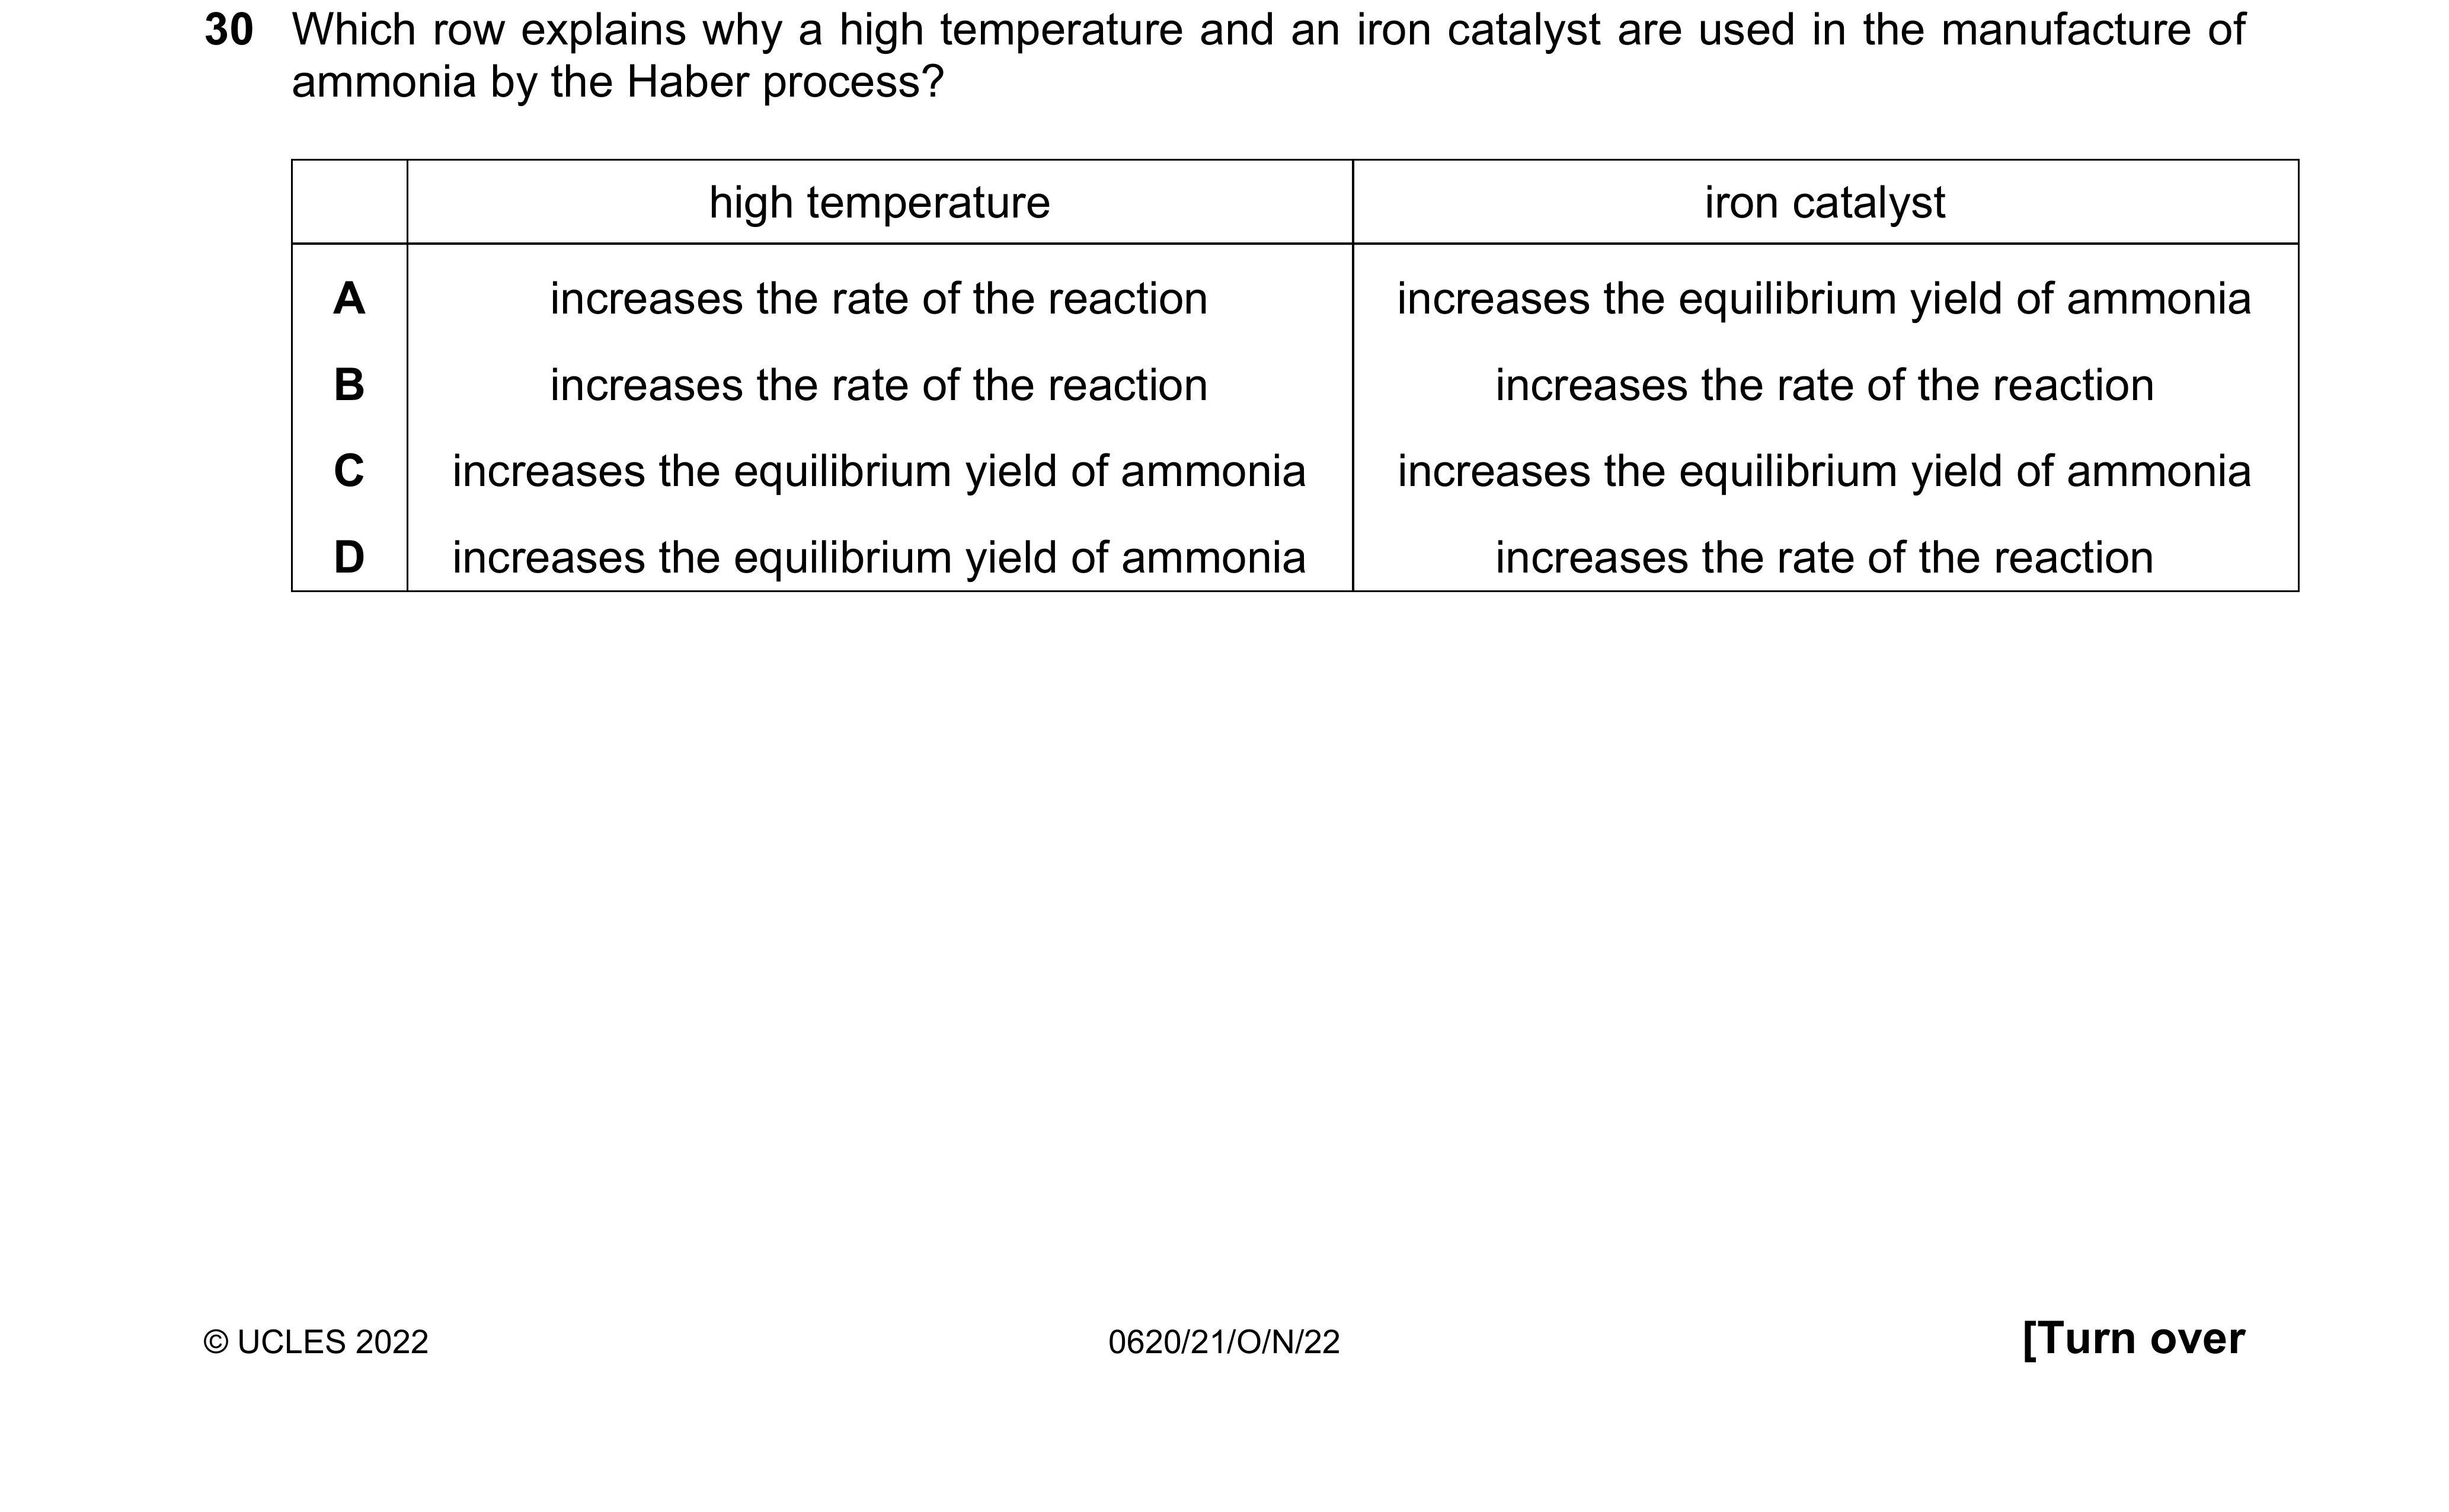 30 Which row explains why a high temperature and an iron catalyst are used in the manufacture of
ammonia by the Haber process?
high temperature iron catalyst
A increases the rate of the reaction increases the equilibrium yield of ammonia
B increases the rate of the reaction increases the rate of the reaction
C increases the equilibrium yield of ammonia increases the equilibrium yield of ammonia
D increases the equilibrium yield of ammonia increases the rate of the reaction
© UCLES 2022 0620/21/O/N/22 [Turn over